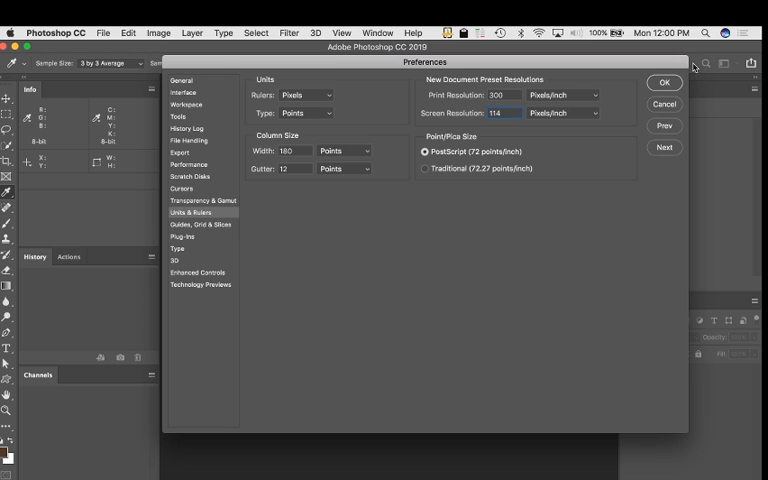 Photoshop CC File Edit Image Layer Type Select Filter 3D View Window Help 100% Mon 12:00 PM
Adobe Photoshop CC 2019
Sample Size: 3 by 3 Average
Preferences
Info
R: C:
G: M:
B: Y:
K:
8-bit 8-bit
X: W:
Y: H:
History Actions
Channels
General
Interface
Workspace
Tools
History Log
File Handling
Export
Performance
Scratch Disks
Cursors
Transparency & Gamut
Units & Rulers
Guides, Grid & Slices
Plug-Ins
Type
3D
Enhanced Controls
Technology Previews
Units
Rulers: Pixels
Type: Points
Column Size
Width: 180 Points
Gutter: 12 Points
New Document Preset Resolutions
Print Resolution: 300 Pixels/Inch
Screen Resolution: 114 Pixels/Inch
Point/Pica Size
PostScript (72 points/inch)
Traditional (72.27 points/inch)
OK
Cancel
Prev
Next
Opacity:
Fill: